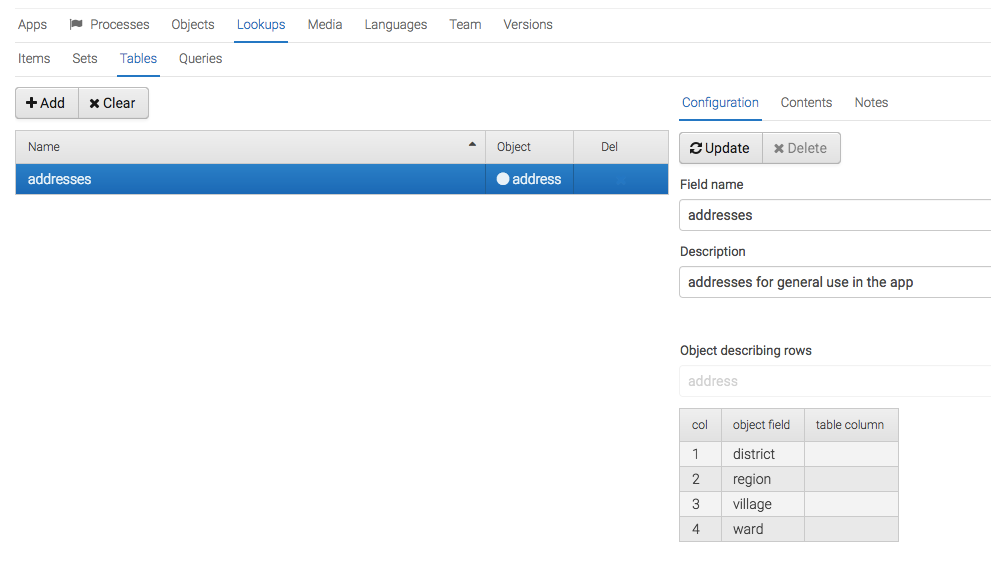 Apps Processes Objects Lookups Media Languages Team Versions
Items Sets Tables Queries
Add Clear
Name Object Del
addresses address
Configuration Contents Notes
Update Delete
Field name
addresses
Description
addresses for general use in the app
Object describing rows
address
col object field table column
1 district
2 region
3 village
4 ward